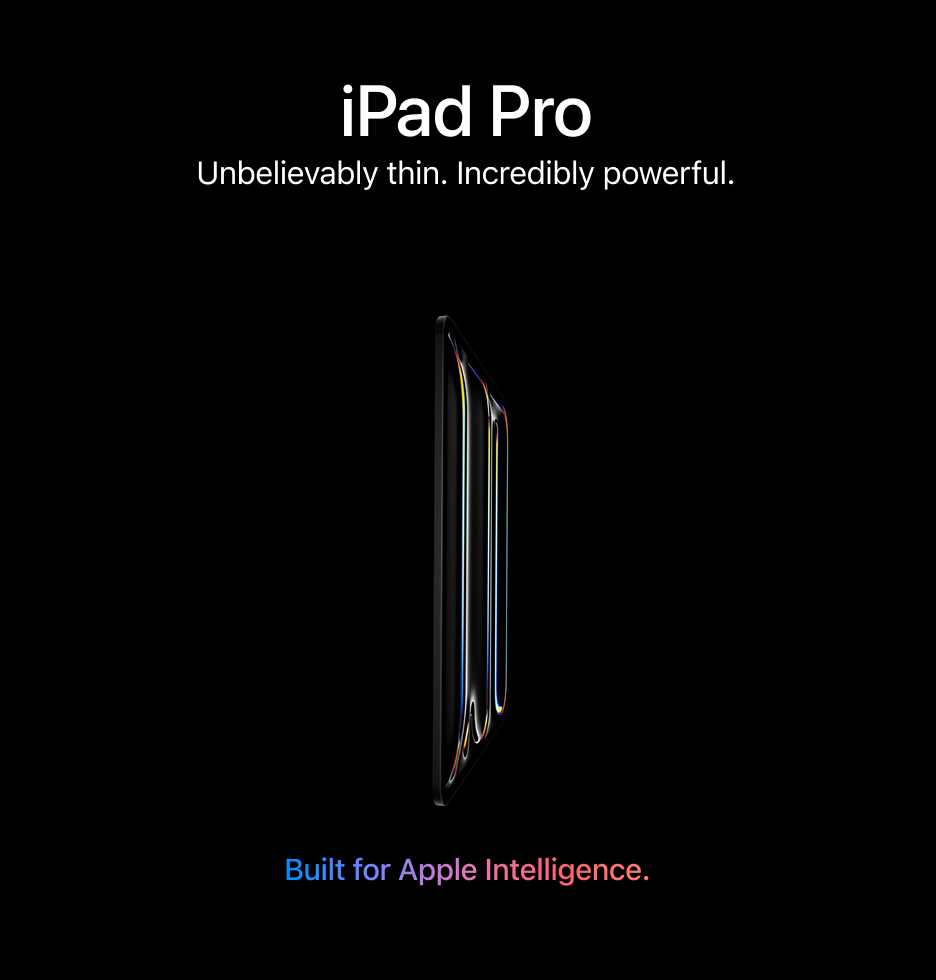 iPad Pro
Unbelievably thin. Incredibly powerful.
Built for Apple Intelligence.